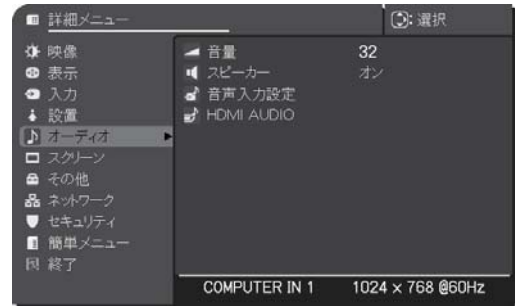 詳細メニュー
:選択
映像
表示
入力
設置
オーディオ
スクリーン
その他
ネットワーク
セキュリティ
簡単メニュー
終了
音量 32
スピーカー オン
音声入力設定
HDMI AUDIO
COMPUTER IN 1 1024 × 768 @60Hz